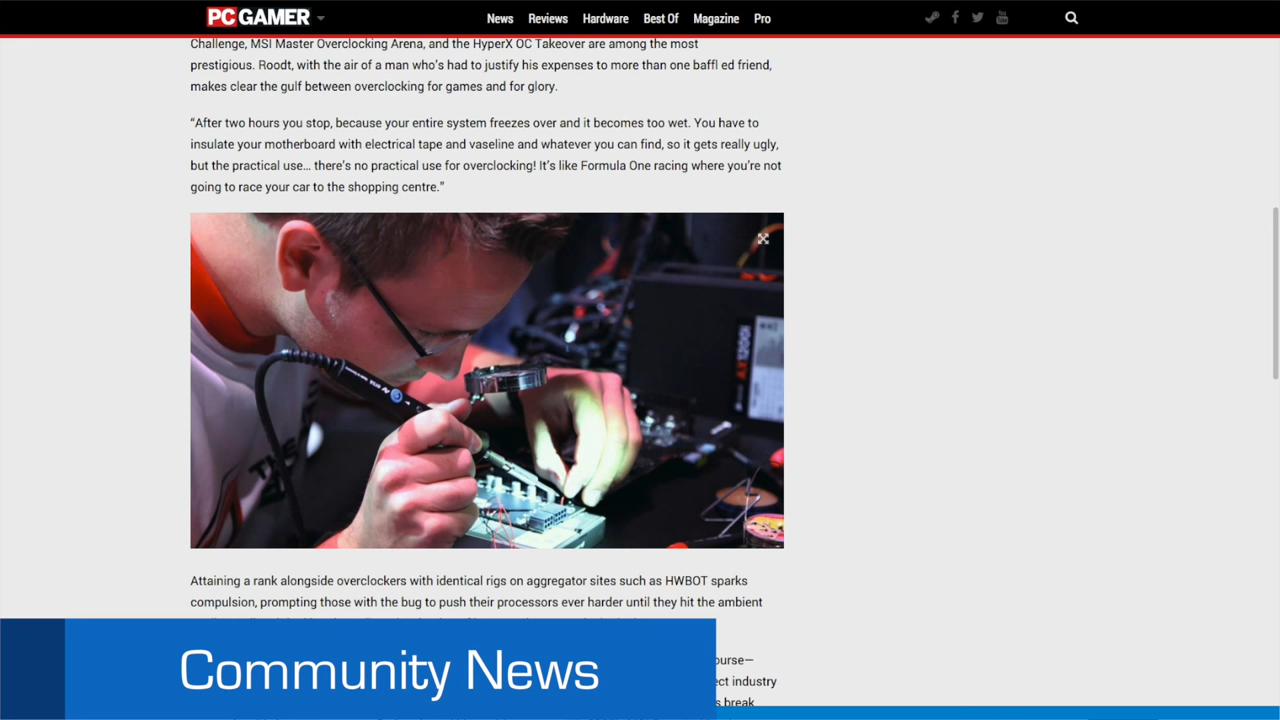 PC GAMER
News Reviews Hardware Best Of Magazine Pro
Challenge, MSI Master Overclocking Arena, and the HyperX OC Takeover are among the most
prestigious. Roodt, with the air of a man who’s had to justify his expenses to more than one baffl ed friend,
makes clear the gulf between overclocking for games and for glory.
“After two hours you stop, because your entire system freezes over and it becomes too wet. You have to
insulate your motherboard with electrical tape and vaseline and whatever you can find, so it gets really ugly,
but the practical use… there’s no practical use for overclocking! It’s like Formula One racing where you’re not
going to race your car to the shopping centre.”
AX1200i
Attaining a rank alongside overclockers with identical rigs on aggregator sites such as HWBOT sparks
compulsion, prompting those with the bug to push their processors ever harder until they hit the ambient
ourse—
ect industry
s break
Community News